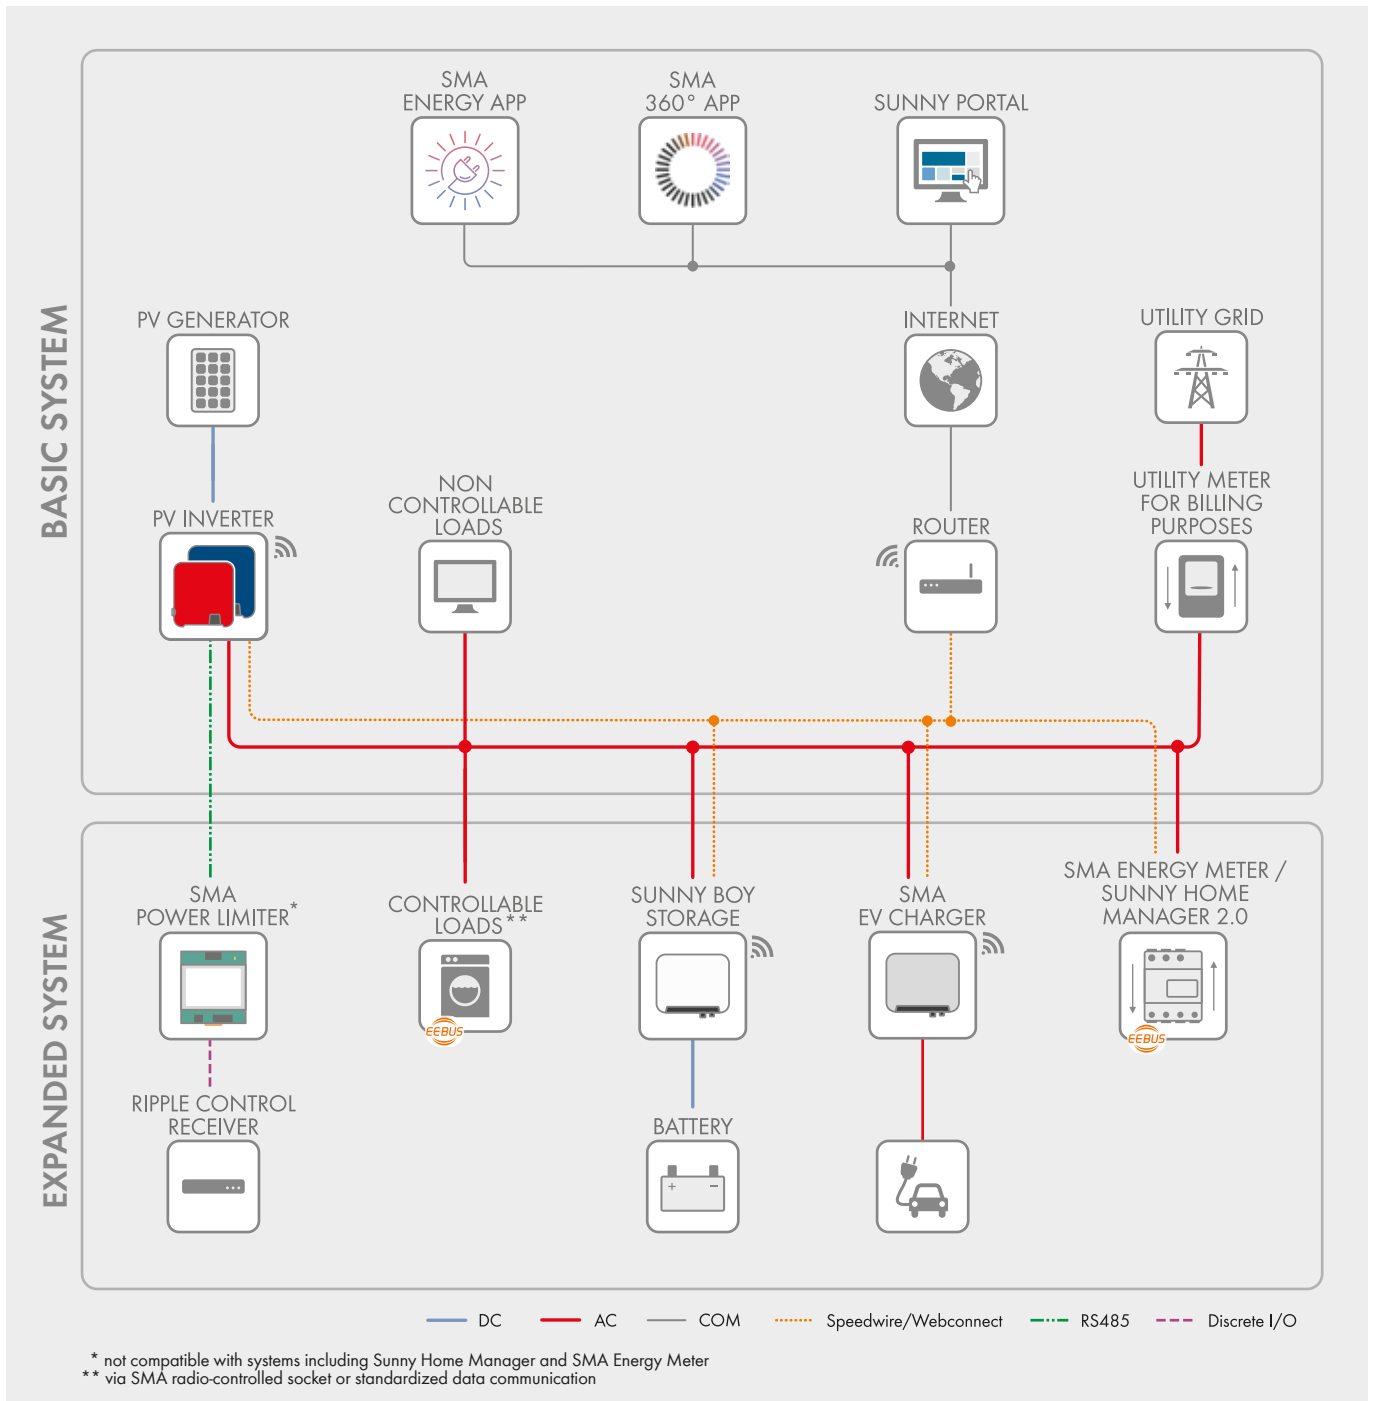 BASIC SYSTEM
SMA
ENERGY APP
SMA
360° APP
SUNNY PORTAL
PV GENERATOR
INTERNET
UTILITY GRID
NON
CONTROLLABLE
LOADS
UTILITY METER
FOR BILLING
PURPOSES
PV INVERTER
ROUTER
EXPANDED SYSTEM
SMA
POWER LIMITER*
CONTROLLABLE
LOADS**
SUNNY BOY
STORAGE
SMA
EV CHARGER
SMA ENERGY METER /
SUNNY HOME
MANAGER 2.0
EEBUS
EEBUS
RIPPLE CONTROL
RECEIVER
BATTERY
+ –
DC
AC
COM
Speedwire/Webconnect
RS485
Discrete I/O
* not compatible with systems including Sunny Home Manager and SMA Energy Meter
** via SMA radio-controlled socket or standardized data communication